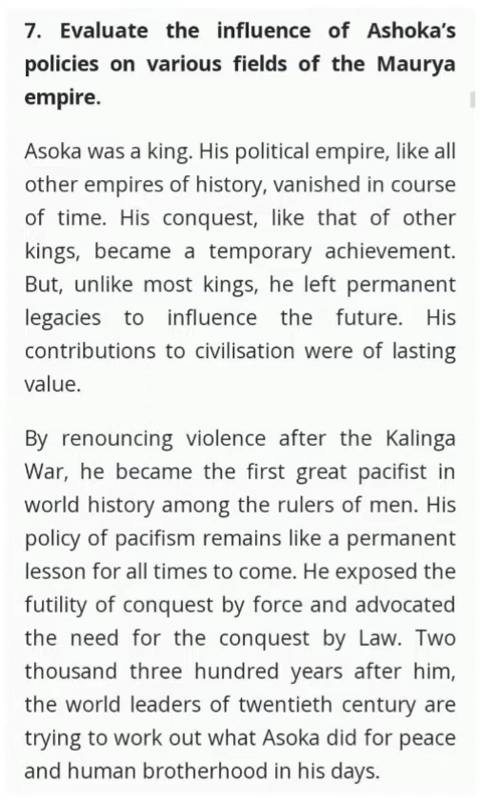 7. Evaluate the influence of Ashoka's
policies on various fields of the Maurya
empire.
Asoka was a king. His political empire, like all
other empires of history, vanished in course
of time. His conquest, like that of other
kings, became a temporary achievement.
But, unlike most kings, he left permanent
legacies to influence the future. His
contributions to civilisation were of lasting
value.
By renouncing violence after the Kalinga
War, he became the first great pacifist in
world history among the rulers of men. His
policy of pacifism remains like a permanent
lesson for all times to come. He exposed the
futility of conquest by force and advocated
the need for the conquest by Law. Two
thousand three hundred years after him,
the world leaders of twentieth century are
trying to work out what Asoka did for peace
and human brotherhood in his days.